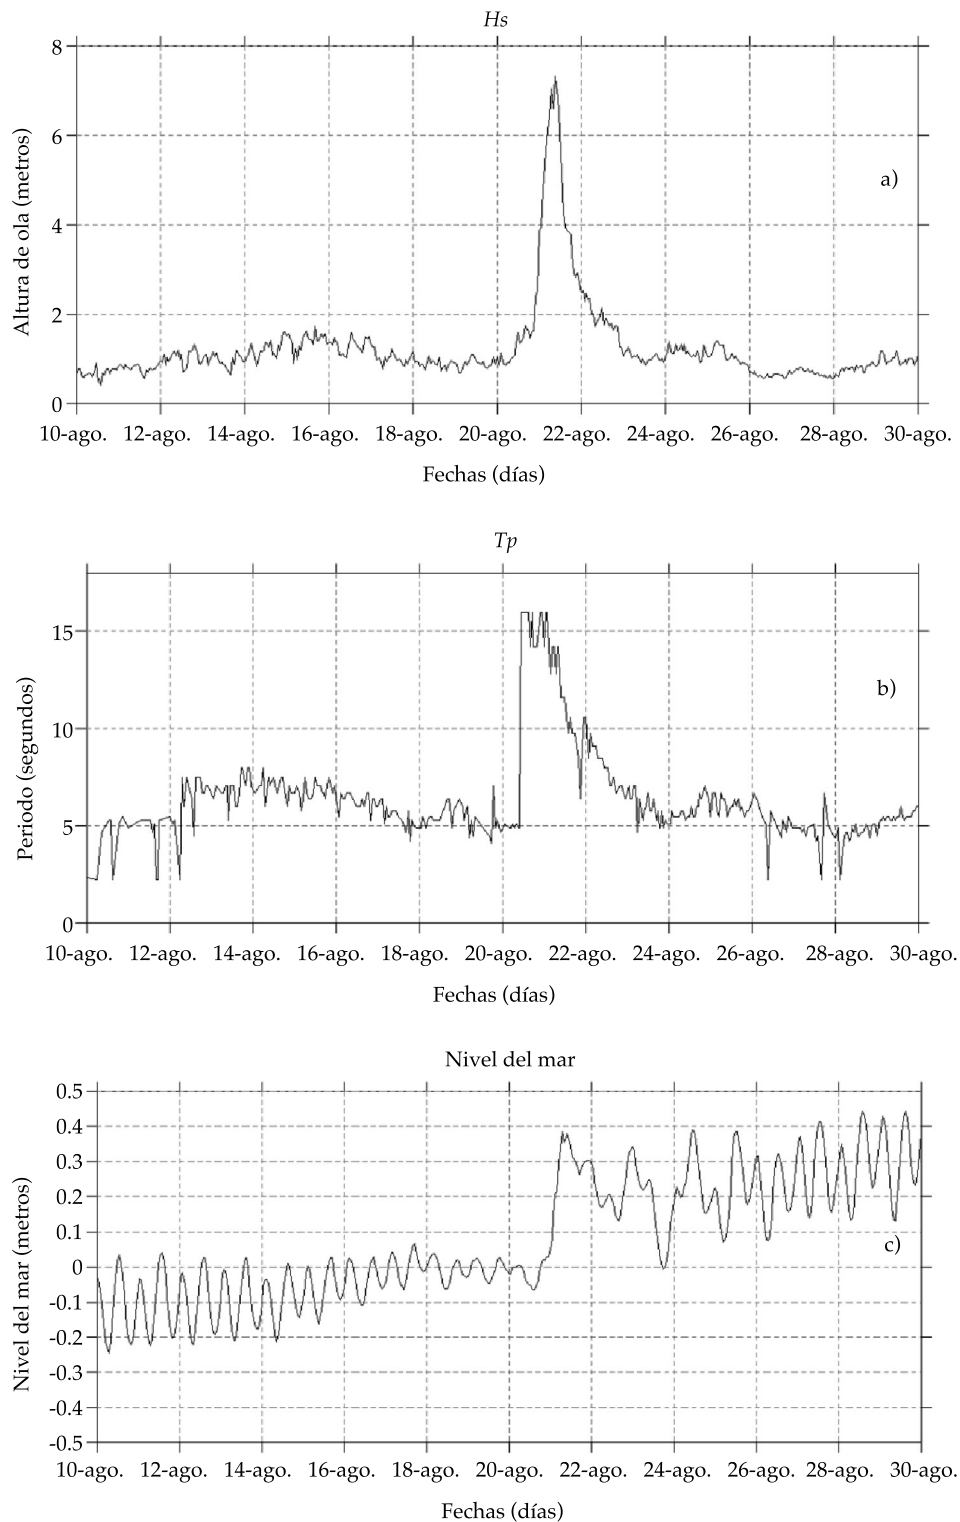 Hs
8
6
4
2
0
Altura de ola (metros)
a)
10-ago. 12-ago. 14-ago. 16-ago. 18-ago. 20-ago. 22-ago. 24-ago. 26-ago. 28-ago. 30-ago.
Fechas (días)
Tp
15
10
5
0
Periodo (segundos)
b)
10-ago. 12-ago. 14-ago. 16-ago. 18-ago. 20-ago. 22-ago. 24-ago. 26-ago. 28-ago. 30-ago.
Fechas (días)
Nivel del mar
0.5
0.4
0.3
0.2
0.1
0
-0.1
-0.2
-0.3
-0.4
-0.5
Nivel del mar (metros)
c)
10-ago. 12-ago. 14-ago. 16-ago. 18-ago. 20-ago. 22-ago. 24-ago. 26-ago. 28-ago. 30-ago.
Fechas (días)